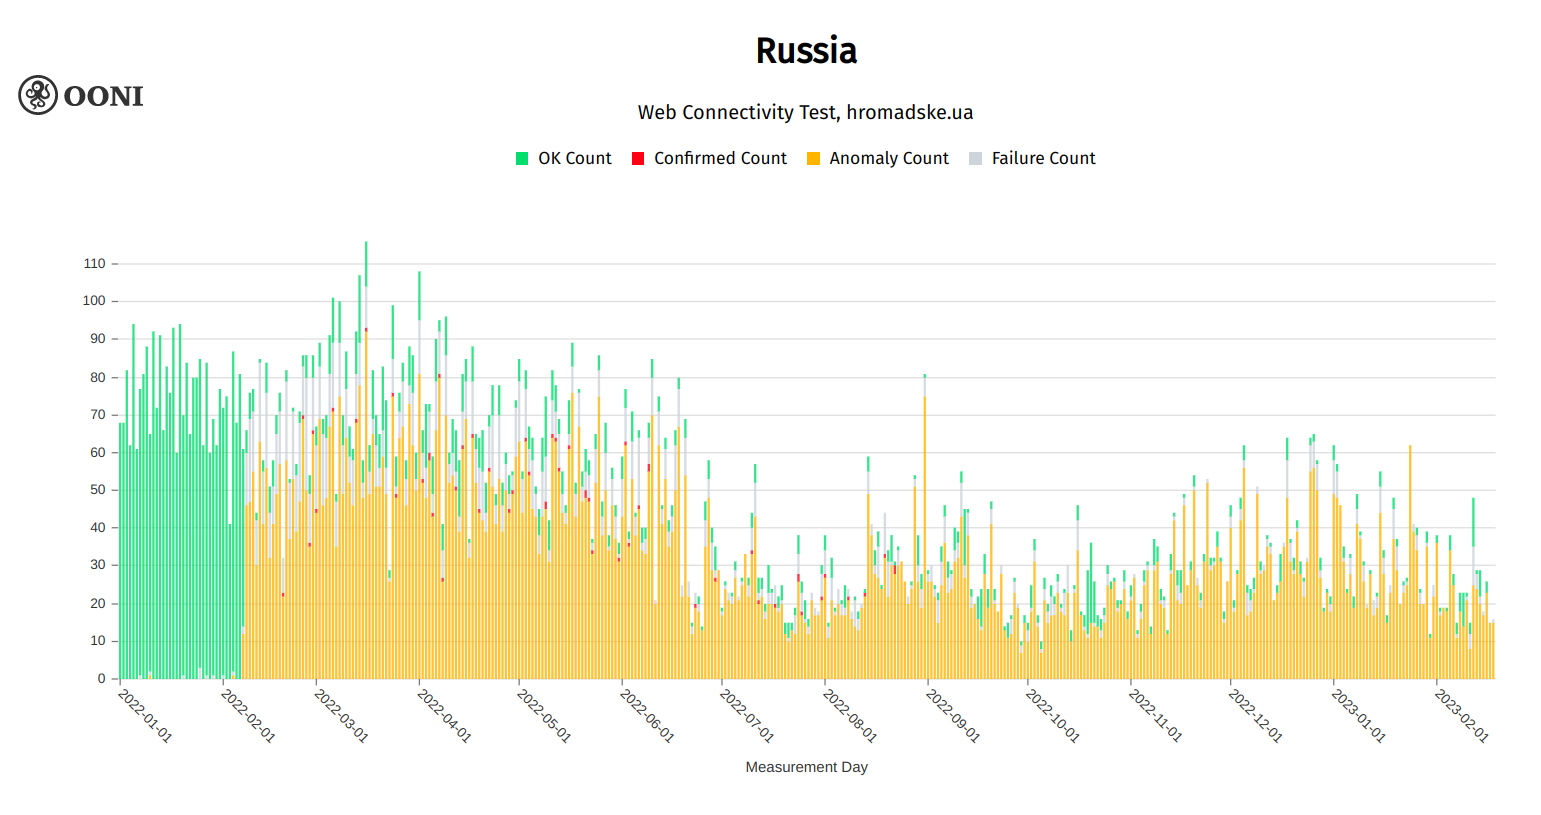 Russia
OONI
Web Connectivity Test, hromadske.ua
OK Count Confirmed Count Anomaly Count Failure Count
110
100
90
80
70
60
50
40
30
20
10
0
2022-01-01 2022-02-01 2022-03-01 2022-04-01 2022-05-01 2022-06-01 2022-07-01 2022-08-01 2022-09-01 2022-10-01 2022-11-01 2022-12-01 2023-01-01 2023-02-01
Measurement Day